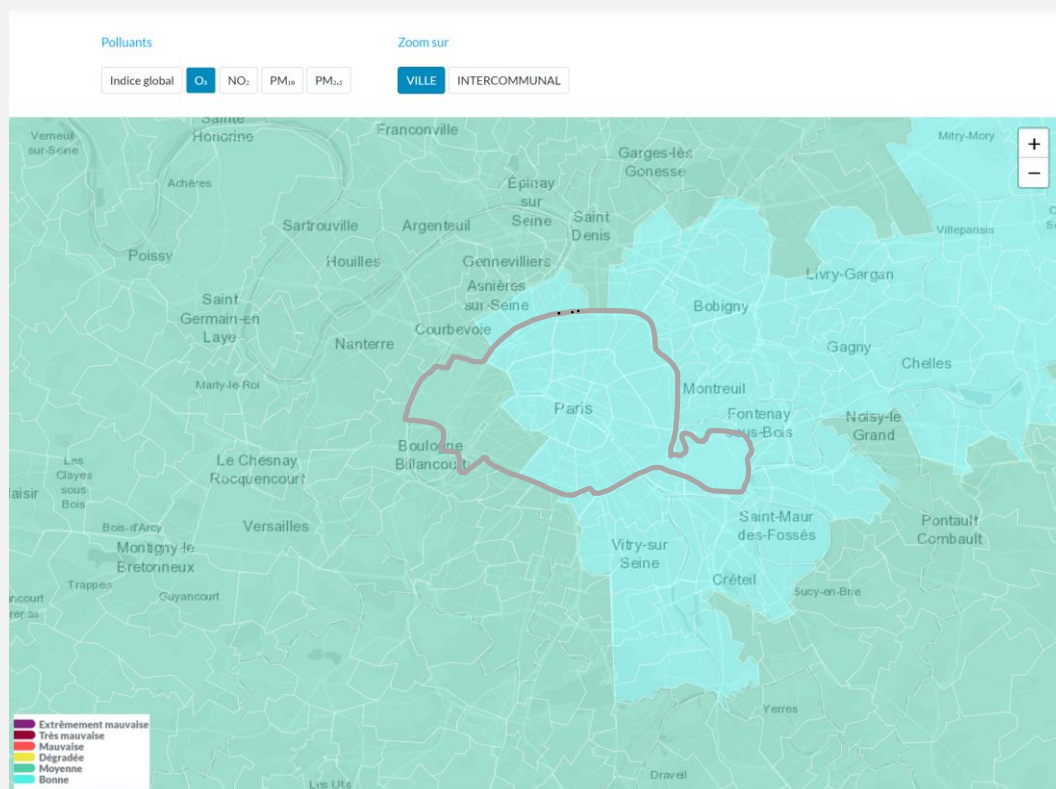 Polluants
Zoom sur
Indice global
O₃
NO₂
PM₁₀
PM₂.₅
VILLE
INTERCOMMUNAL
Sainte
Honorine
Verneuil
sur-Seine
Franconville
Mitry-Mory
+
−
Garges-lès
Gonesse
Achères
Épinay
sur
Seine
Sartrouville
Argenteuil
Saint
Denis
Villeparisis
Poissy
Houilles
Gennevilliers
Livry-Gargan
Asnières
sur-Seine
Saint
Germain-en
Laye
Bobigny
Courbevoie
Nanterre
Gagny
Chelles
Marly-le-Roi
Montreuil
Paris
Fontenay
sous-Bois
Noisy-le
Grand
Boulogne
Billancourt
Les
Clayes
sous
Bois
Le Chesnay
Rocquencourt
Bois-d'Arcy
Versailles
Saint-Maur
des-Fossés
Pontault
Combault
Montigny-le
Bretonneux
Vitry-sur
Seine
Trappes
Guyancourt
Créteil
Sucy-en-Brie
Yerres
Extrêmement mauvaise
Très mauvaise
Mauvaise
Dégradée
Moyenne
Bonne
Les Ulis
Draveil